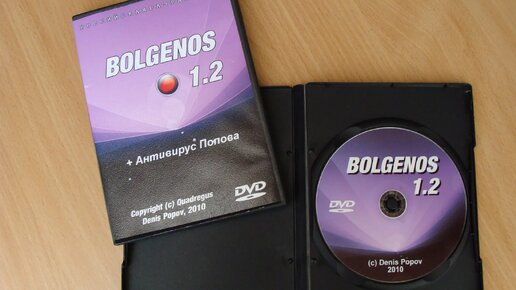 BOLGENOS
1.2
+ Антивирус Попова
Copyright (c) Quadregus
Denis Popov, 2010
DVD
BOLGENOS
1.2
DVD
(c) Denis Popov
2010